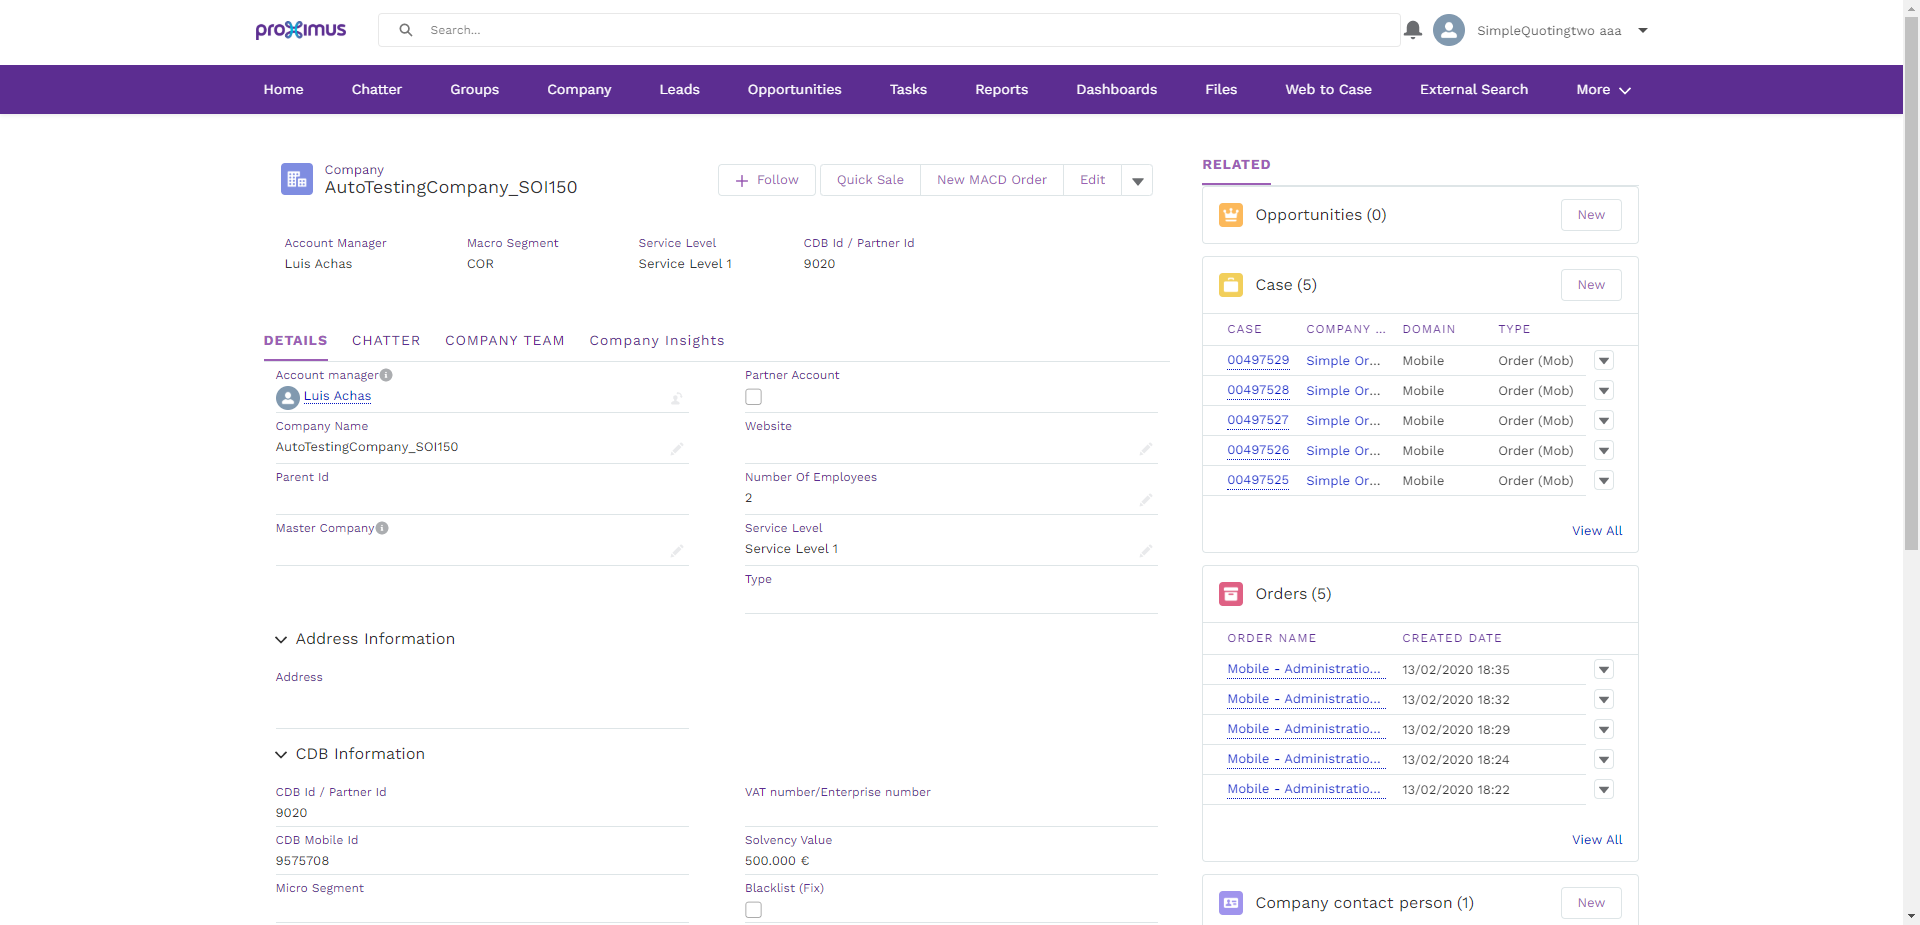 proximus
Search...
SimpleQuotingtwo aaa
Home Chatter Groups Company Leads Opportunities Tasks Reports Dashboards Files Web to Case External Search More
Company
AutoTestingCompany_SOI150
Follow Quick Sale New MACD Order Edit
Account Manager Macro Segment Service Level CDB Id / Partner Id
Luis Achas COR Service Level 1 9020
DETAILS CHATTER COMPANY TEAM Company Insights
Account manager Partner Account
Luis Achas
Company Name Website
AutoTestingCompany_SOI150
Parent Id Number Of Employees
2
Master Company Service Level
Service Level 1
Type
Address Information
Address
CDB Information
CDB Id / Partner Id VAT number/Enterprise number
9020
CDB Mobile Id Solvency Value
9575708 500.000 €
Micro Segment Blacklist (Fix)
RELATED
Opportunities (0) New
Case (5) New
CASE COMPANY ... DOMAIN TYPE
00497529 Simple Or... Mobile Order (Mob)
00497528 Simple Or... Mobile Order (Mob)
00497527 Simple Or... Mobile Order (Mob)
00497526 Simple Or... Mobile Order (Mob)
00497525 Simple Or... Mobile Order (Mob)
View All
Orders (5)
ORDER NAME CREATED DATE
Mobile - Administratio... 13/02/2020 18:35
Mobile - Administratio... 13/02/2020 18:32
Mobile - Administratio... 13/02/2020 18:29
Mobile - Administratio... 13/02/2020 18:24
Mobile - Administratio... 13/02/2020 18:22
View All
Company contact person (1) New